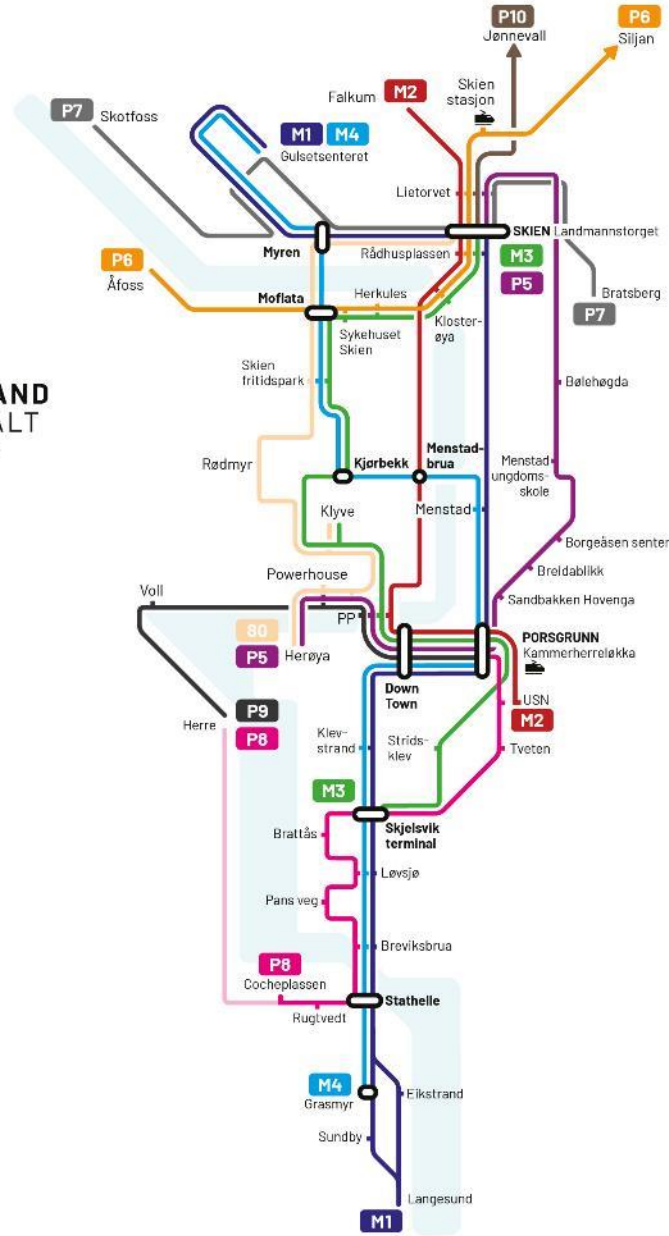 P10
Jønnevall
P6
Siljan
Skien
stasjon
Falkum
M2
P7
Skotfoss
M1
M4
Gulsetsenteret
Lietorvet
SKIEN Landmannstorget
Myren
Rådhusplassen
M3
P5
P6
Åfoss
Moflata
Herkules
Bratsberg
P7
Sykehuset
Skien
Kloster-
øya
Skien
fritidspark
Bølehøgda
AND
ALT
Rødmyr
Kjørbekk
Menstad-
brua
Menstad
ungdoms-
skole
Klyve
Menstad
Borgeåsen senter
Breidablikk
Powerhouse
Voll
PP
Sandbakken Hovenga
80
P5
Herøya
PORSGRUNN
Kammerherreløkka
Down
Town
P9
P8
Herre
USN
M2
Klev-
strand
Strids-
klev
Tveten
M3
Skjelsvik
terminal
Brattås
Løvsjø
Pans veg
Breviksbrua
P8
Cocheplassen
Stathelle
Rugtvedt
M4
Grasmyr
Eikstrand
Sundby
Langesund
M1